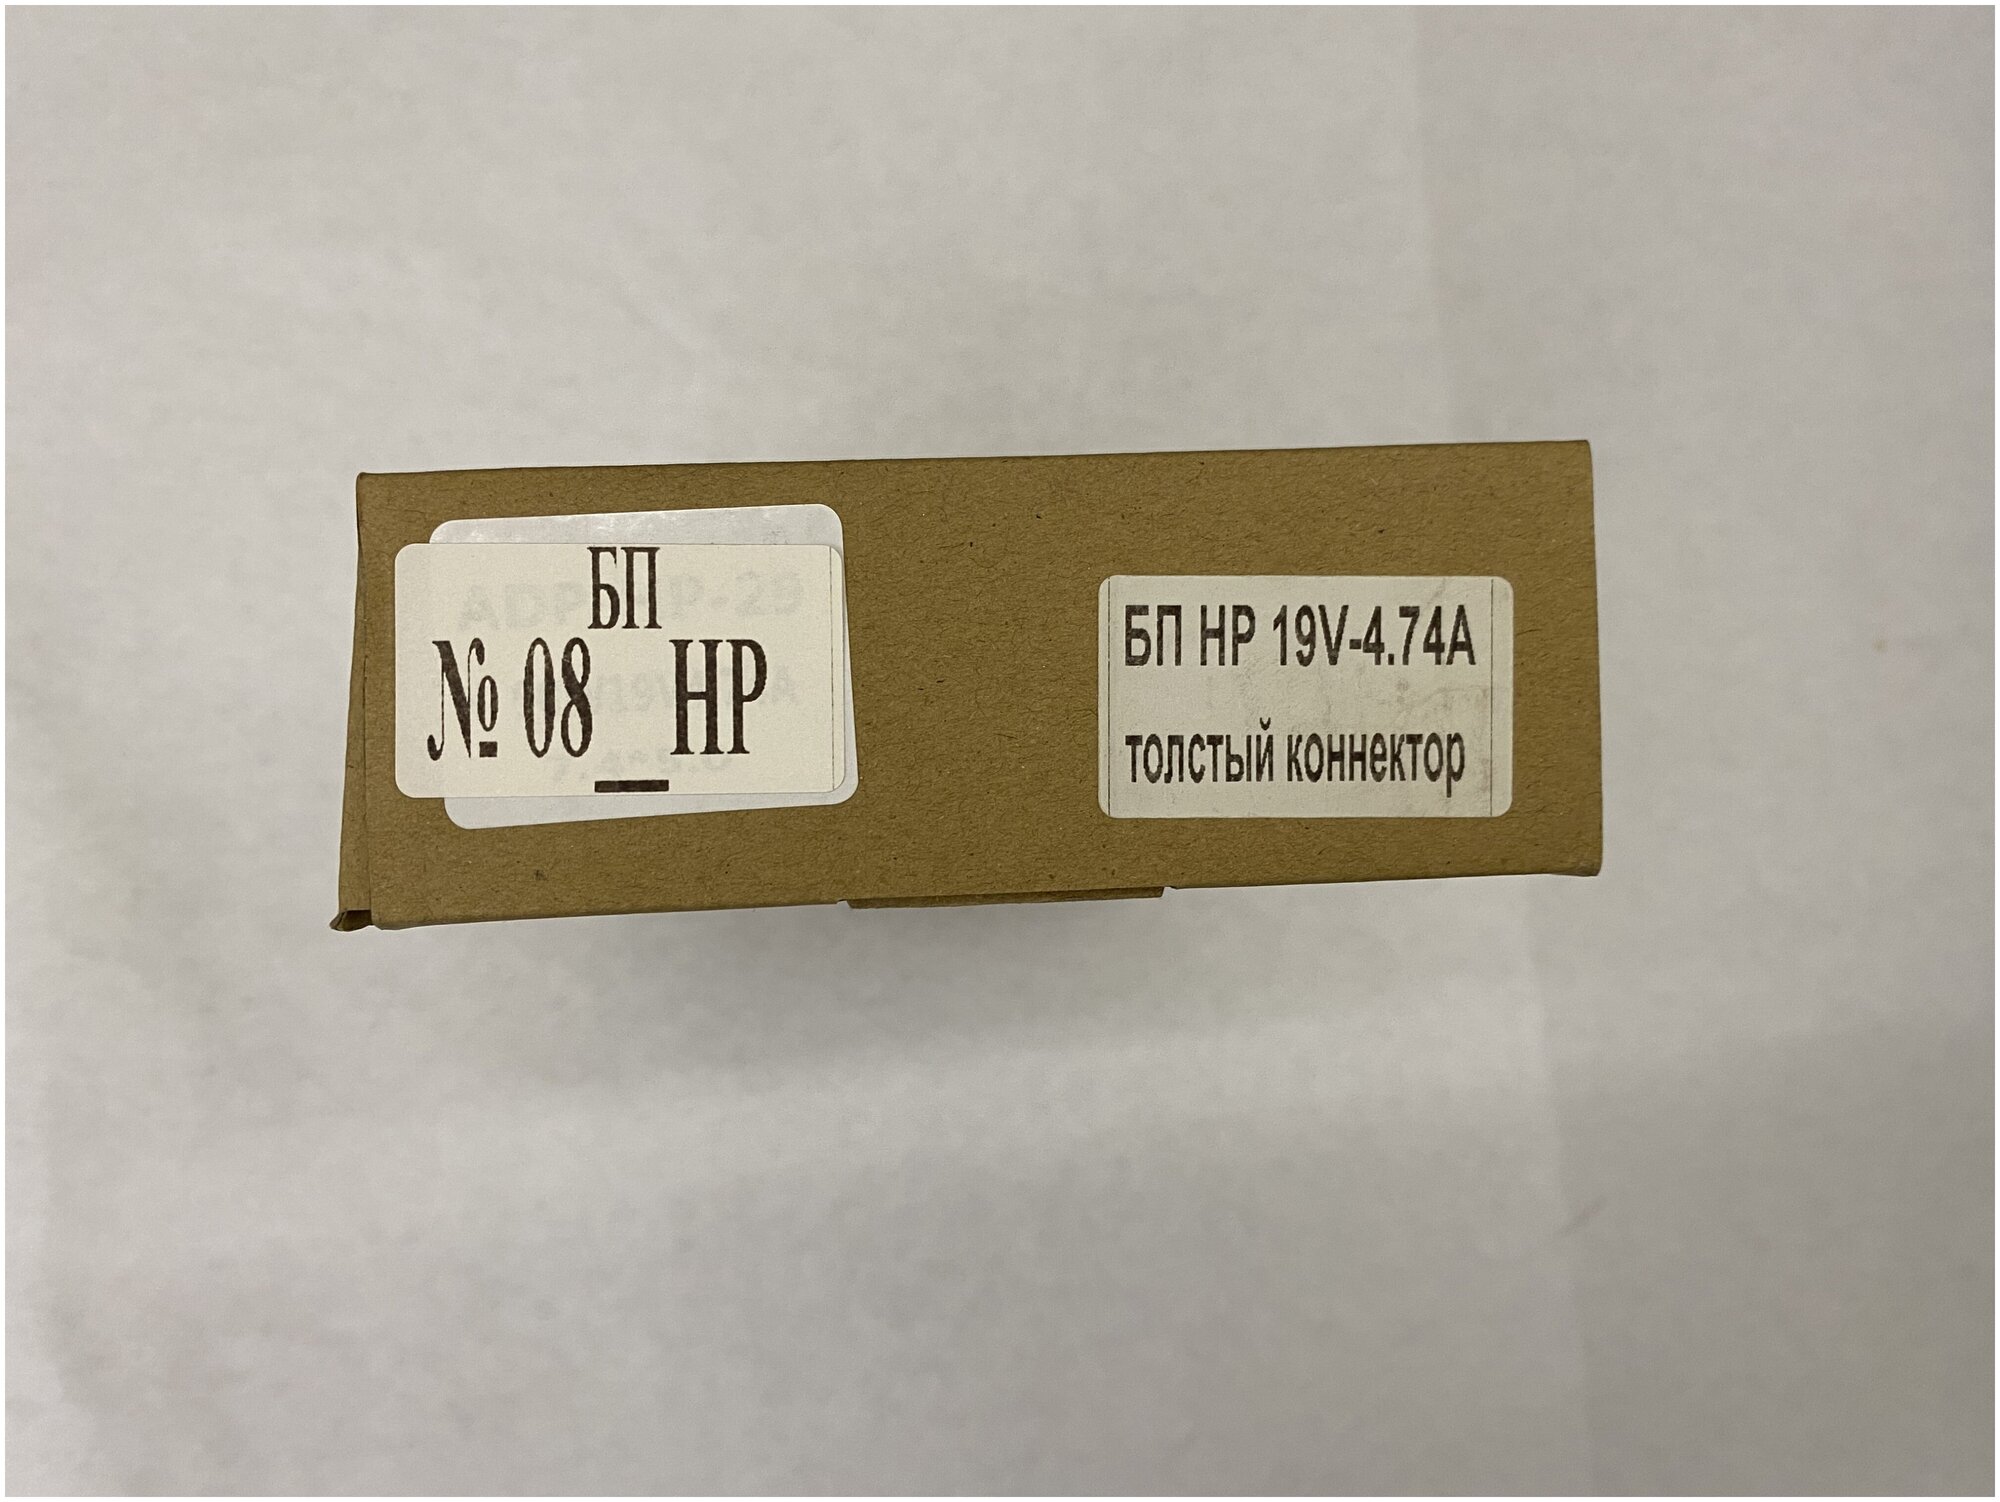 БП
№ 08_HP
БП HP 19V-4.74A
толстый коннектор